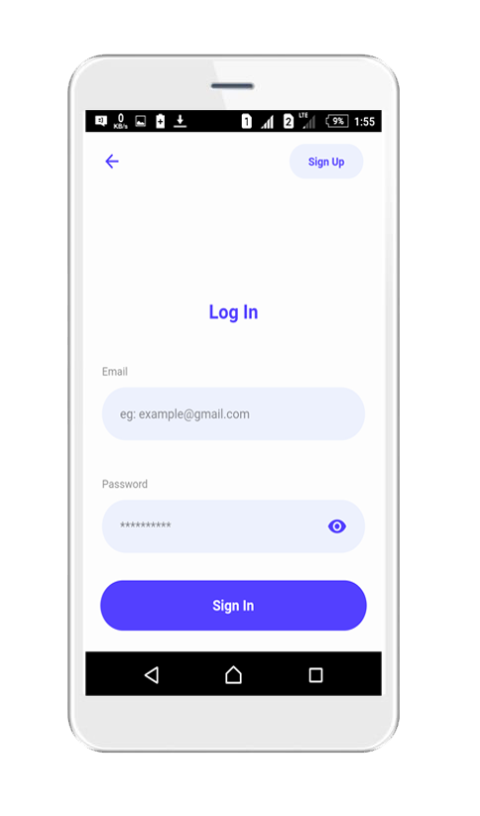 0
KB/s
1
2
LTE
9%
1:55
Sign Up
Log In
Email
eg: example@gmail.com
Password
**********
Sign In